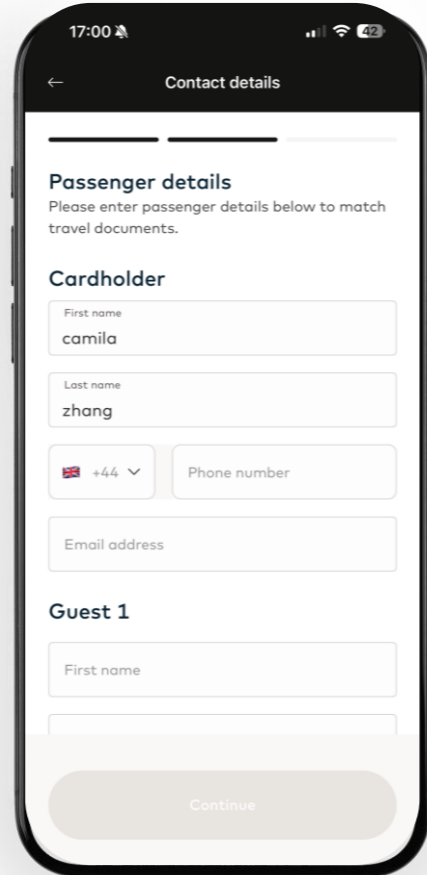 17:00
42
Contact details
Passenger details
Please enter passenger details below to match
travel documents.
Cardholder
First name
camila
Last name
zhang
+44
Phone number
Email address
Guest 1
First name
Continue